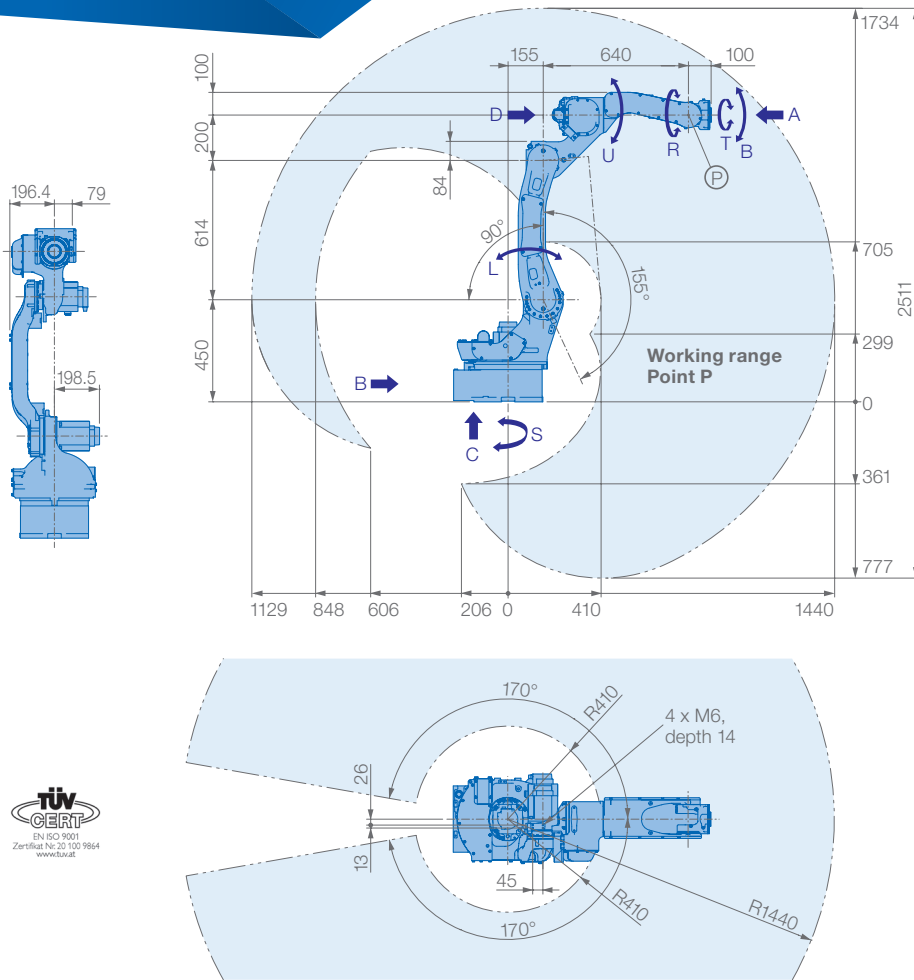 155
640
100
1734
100
D
A
U
R
T
B
200
84
P
196.4
79
614
90°
L
155°
705
2511
450
299
198.5
Working range
Point P
B
0
C
S
361
777
1129
848
606
206
0
410
1440
170°
R410
4 x M6,
depth 14
26
13
45
R410
R1440
170°
TÜV
CERT
EN ISO 9001
Zertifikat Nr. 20 100 9864
www.tuv.at